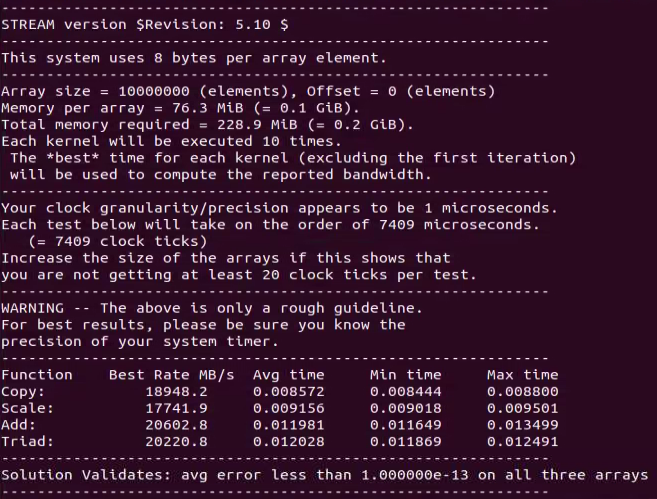 -------------------------------------------------------------
STREAM version $Revision: 5.10 $
-------------------------------------------------------------
This system uses 8 bytes per array element.
-------------------------------------------------------------
Array size = 10000000 (elements), Offset = 0 (elements)
Memory per array = 76.3 MiB (= 0.1 GiB).
Total memory required = 228.9 MiB (= 0.2 GiB).
Each kernel will be executed 10 times.
 The *best* time for each kernel (excluding the first iteration)
 will be used to compute the reported bandwidth.
-------------------------------------------------------------
Your clock granularity/precision appears to be 1 microseconds.
Each test below will take on the order of 7409 microseconds.
   (= 7409 clock ticks)
Increase the size of the arrays if this shows that
you are not getting at least 20 clock ticks per test.
-------------------------------------------------------------
WARNING -- The above is only a rough guideline.
For best results, please be sure you know the
precision of your system timer.
-------------------------------------------------------------
Function    Best Rate MB/s  Avg time     Min time     Max time
Copy:           18948.2     0.008572     0.008444     0.008800
Scale:          17741.9     0.009156     0.009018     0.009501
Add:            20602.8     0.011981     0.011649     0.013499
Triad:          20220.8     0.012028     0.011869     0.012491
-------------------------------------------------------------
Solution Validates: avg error less than 1.000000e-13 on all three arrays
-------------------------------------------------------------